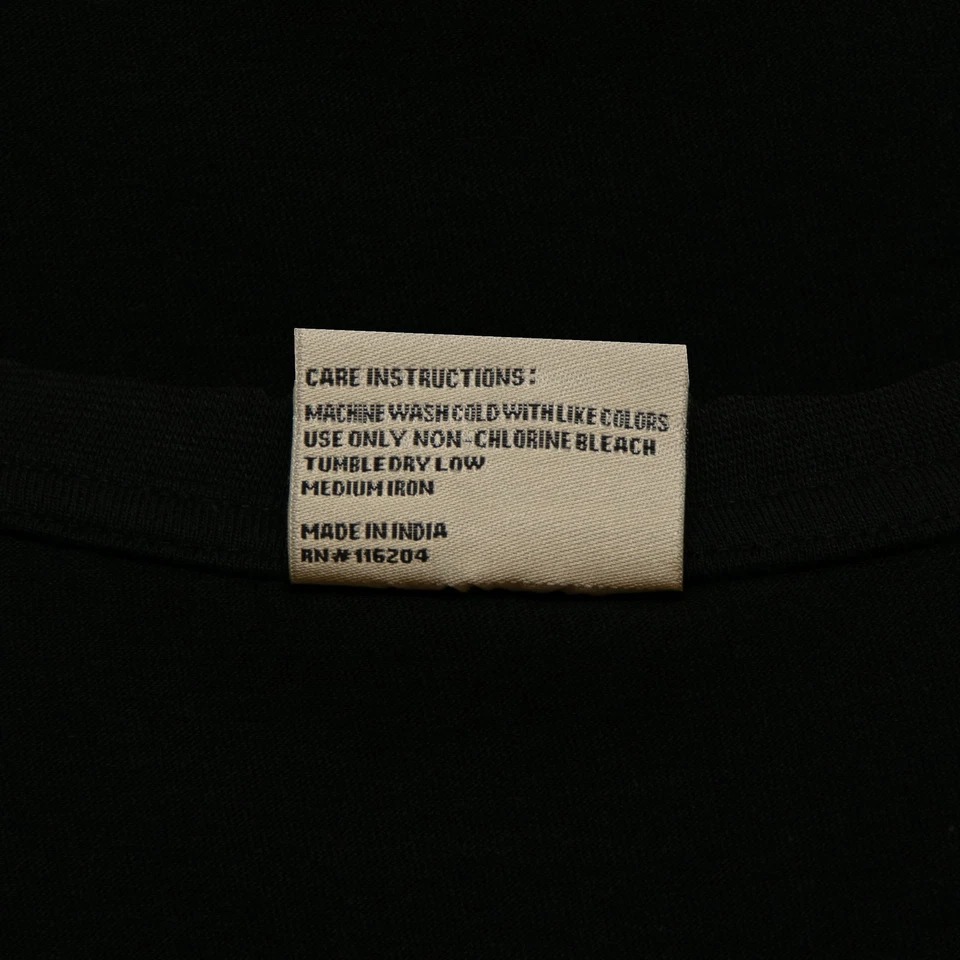 CARE INSTRUCTIONS:
MACHINE WASH COLD WITH LIKE COLORS
USE ONLY NON-CHLORINE BLEACH
TUMBLE DRY LOW
MEDIUM IRON
MADE IN INDIA
RN# 116204